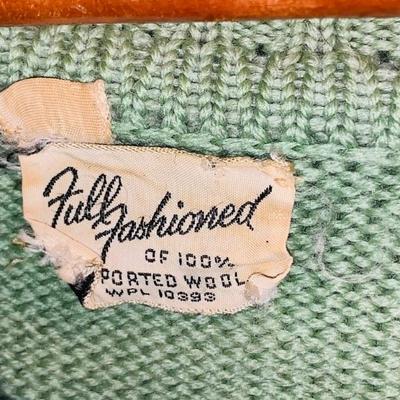 Full
Fashioned
OF 100%
PORTED WOOL
WPL 10393